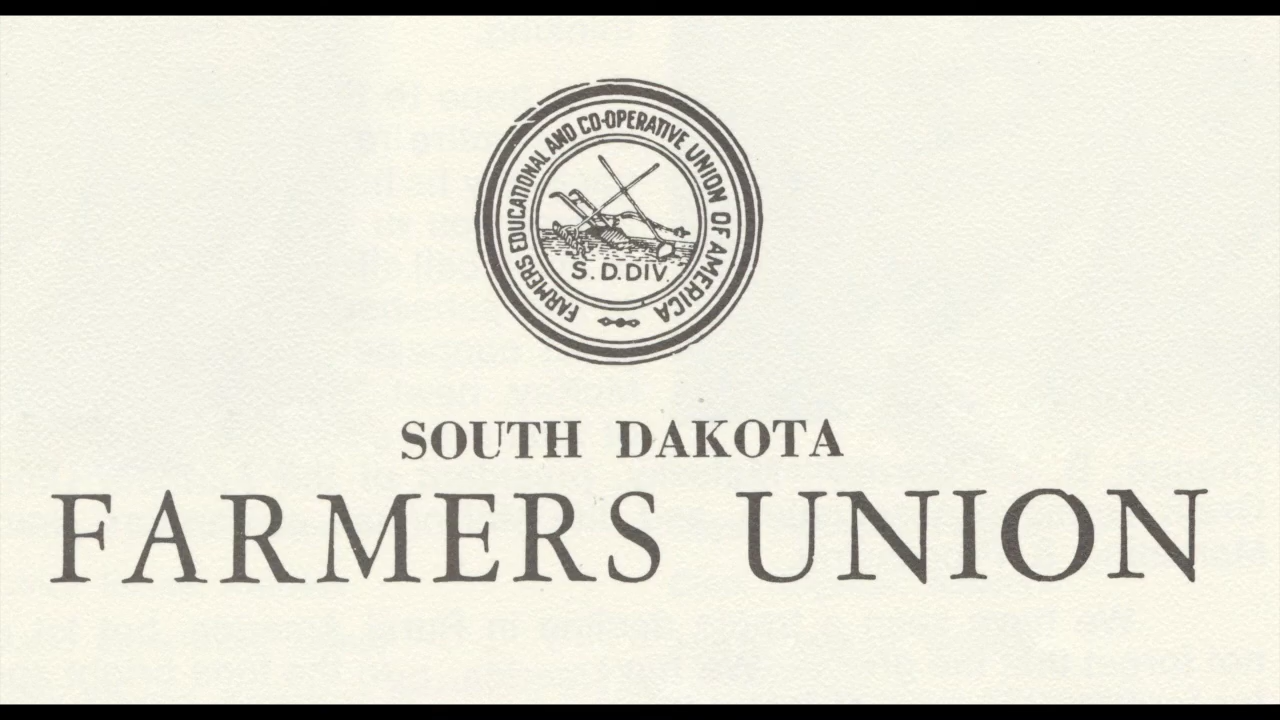 FARMERS EDUCATIONAL AND CO-OPERATIVE UNION OF AMERICA
S. D. DIV.
SOUTH DAKOTA
FARMERS UNION